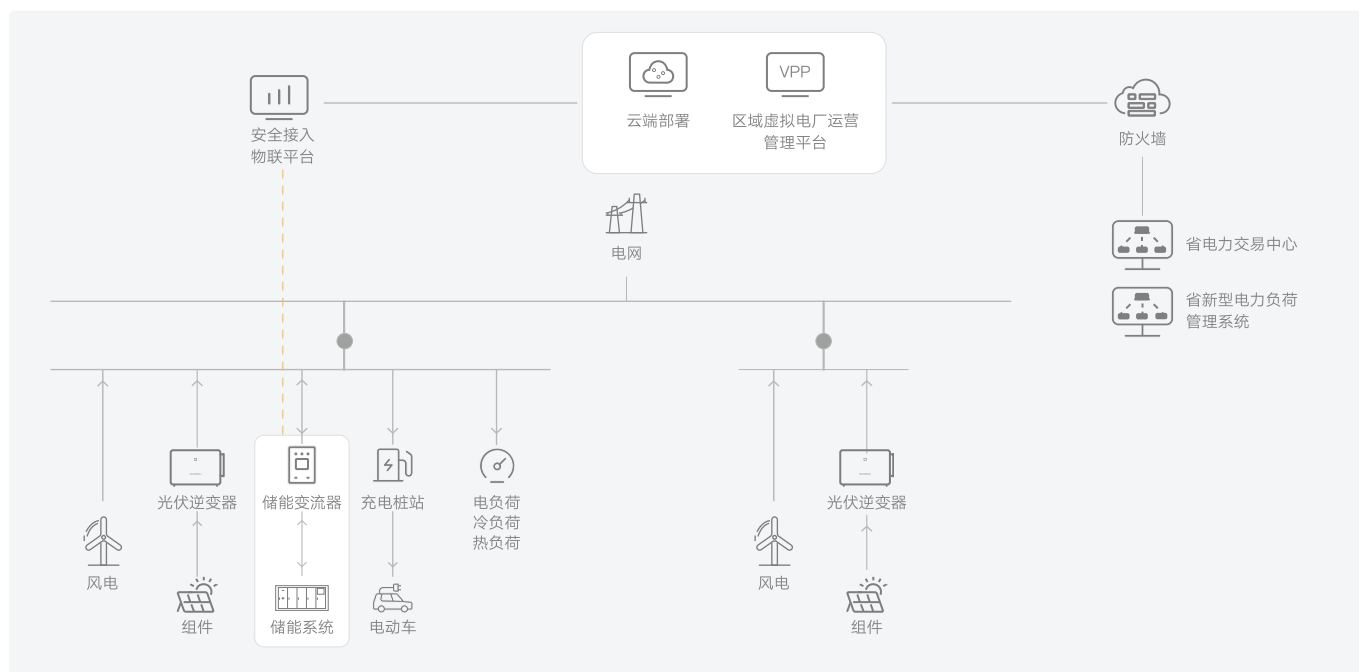 VPP
云端部署
区域虚拟电厂运营
管理平台
安全接入
物联平台
防火墙
电网
省电力交易中心
省新型电力负荷
管理系统
光伏逆变器
储能变流器
充电桩站
电负荷
冷负荷
热负荷
光伏逆变器
风电
风电
组件
储能系统
电动车
组件